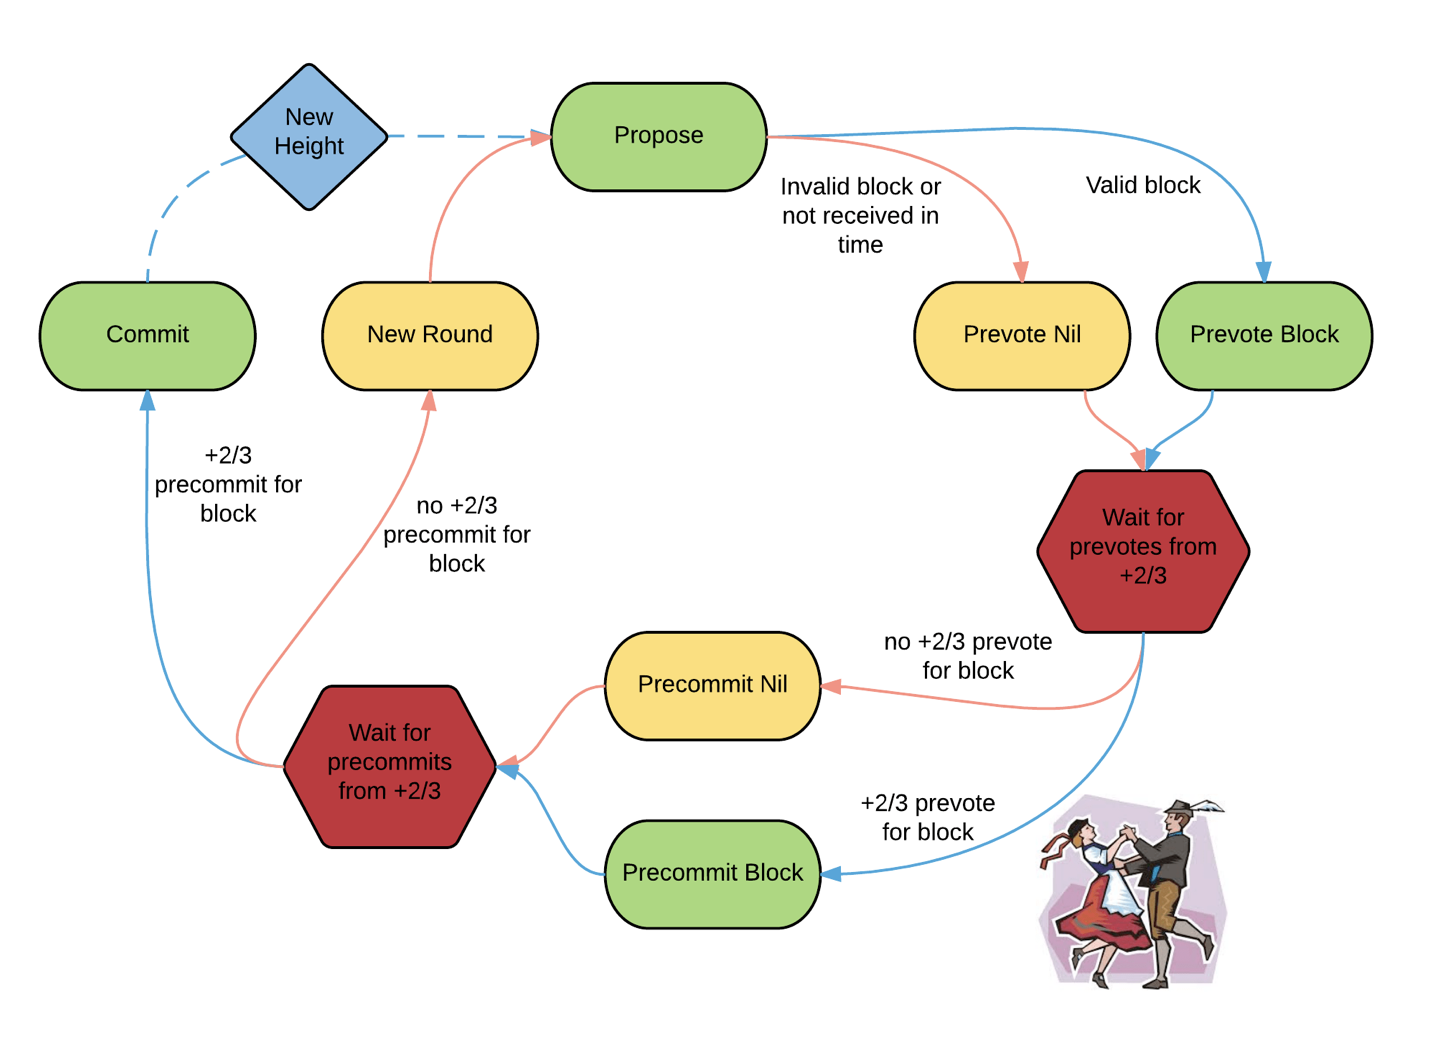 New
Height
Propose
Invalid block or
not received in
time
Valid block
Commit
New Round
Prevote Nil
Prevote Block
+2/3
precommit for
block
no +2/3
precommit for
block
Wait for
prevotes from
+2/3
no +2/3 prevote
for block
Precommit Nil
Wait for
precommits
from +2/3
+2/3 prevote
for block
Precommit Block